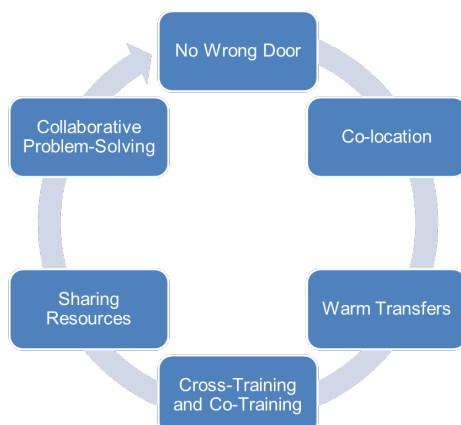 No Wrong Door
Co-location
Warm Transfers
Cross-Training
and Co-Training
Sharing
Resources
Collaborative
Problem-Solving